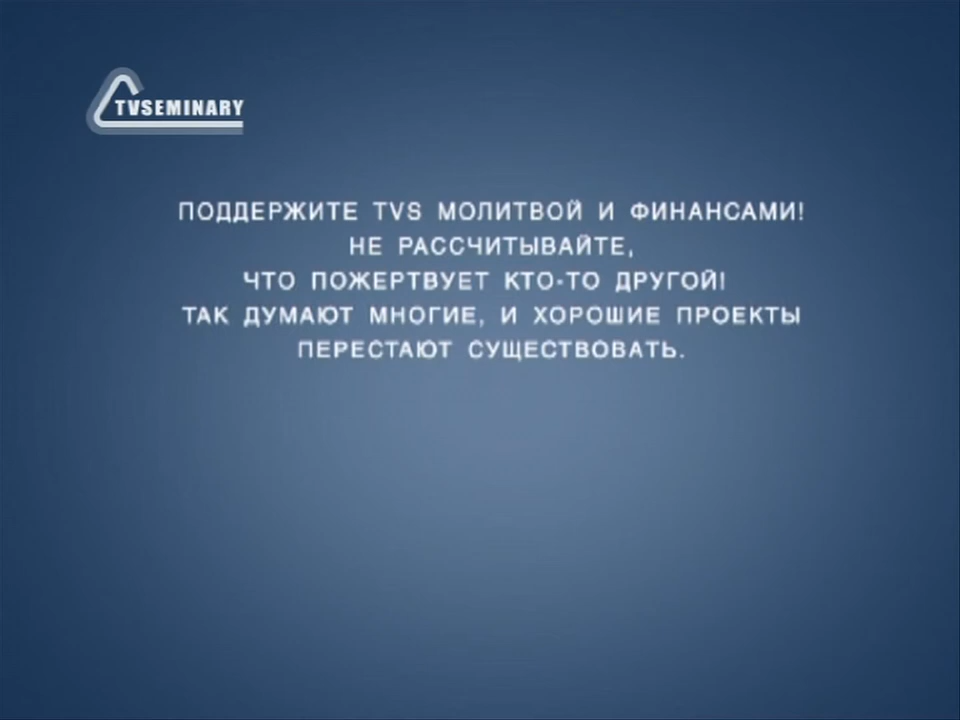 TVSEMINARY
ПОДДЕРЖИТЕ TVS МОЛИТВОЙ И ФИНАНСАМИ!
НЕ РАССЧИТЫВАЙТЕ,
ЧТО ПОЖЕРТВУЕТ КТО-ТО ДРУГОЙ!
ТАК ДУМАЮТ МНОГИЕ, И ХОРОШИЕ ПРОЕКТЫ
ПЕРЕСТАЮТ СУЩЕСТВОВАТЬ.